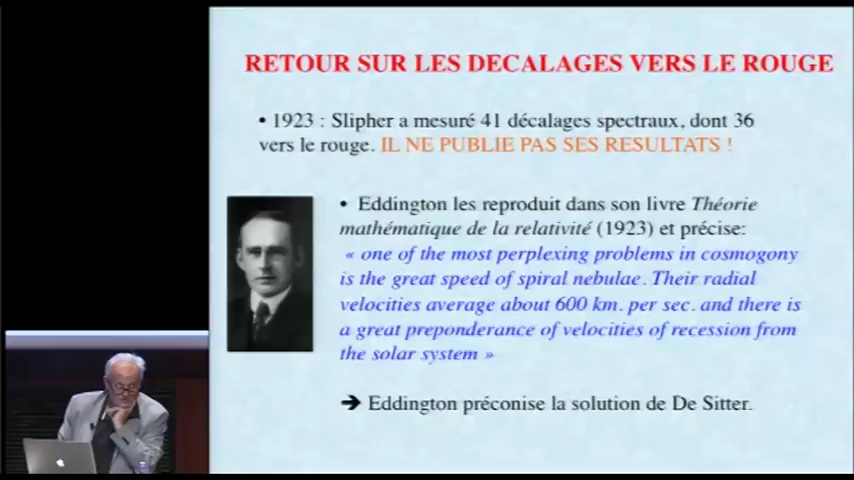 RETOUR SUR LES DECALAGES VERS LE ROUGE
• 1923 : Slipher a mesuré 41 décalages spectraux, dont 36
vers le rouge. IL NE PUBLIE PAS SES RESULTATS !
• Eddington les reproduit dans son livre Théorie
mathématique de la relativité (1923) et précise:
« one of the most perplexing problems in cosmogony
is the great speed of spiral nebulae. Their radial
velocities average about 600 km. per sec. and there is
a great preponderance of velocities of recession from
the solar system »
➔ Eddington préconise la solution de De Sitter.